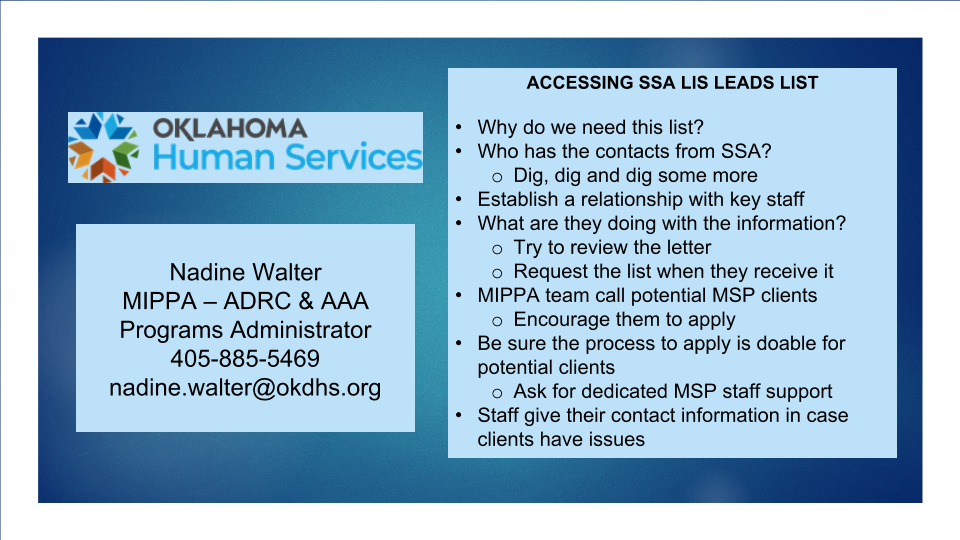 OKLAHOMA
Human Services
Nadine Walter
MIPPA – ADRC & AAA
Programs Administrator
405-885-5469
nadine.walter@okdhs.org
ACCESSING SSA LIS LEADS LIST
• Why do we need this list?
• Who has the contacts from SSA?
o Dig, dig and dig some more
• Establish a relationship with key staff
• What are they doing with the information?
o Try to review the letter
o Request the list when they receive it
• MIPPA team call potential MSP clients
o Encourage them to apply
• Be sure the process to apply is doable for
potential clients
o Ask for dedicated MSP staff support
• Staff give their contact information in case
clients have issues